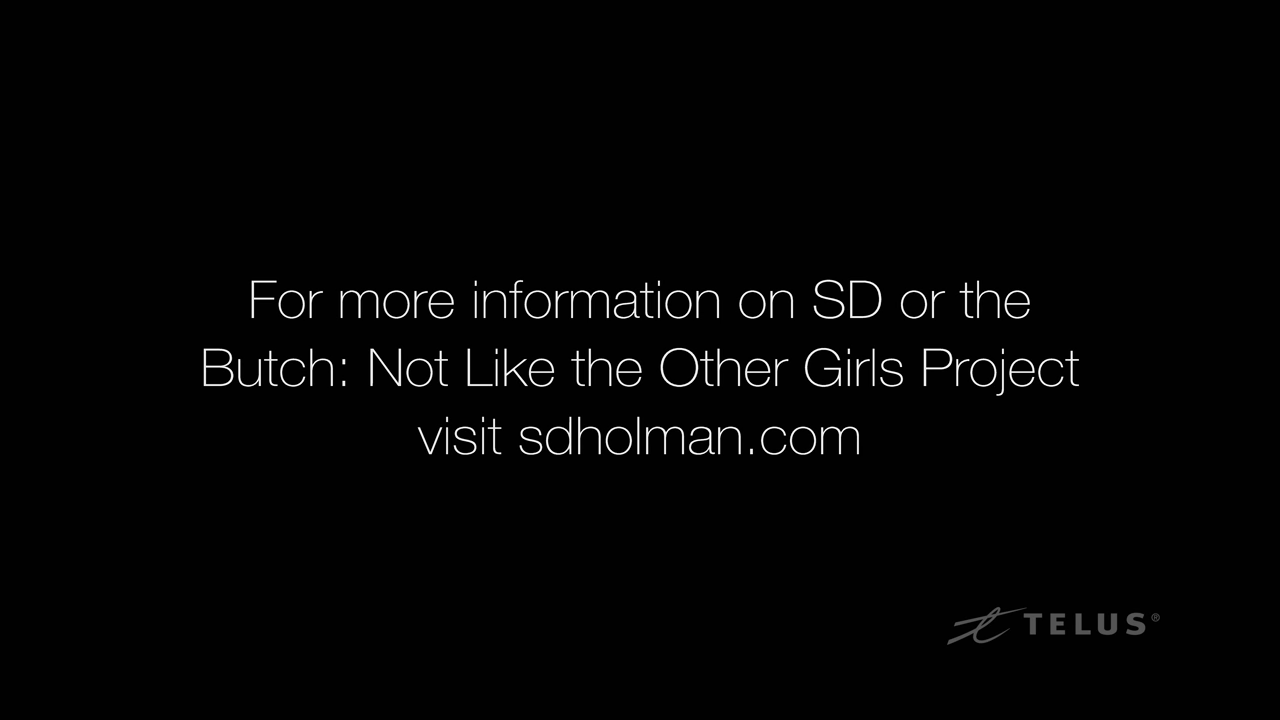 For more information on SD or the
Butch: Not Like the Other Girls Project
visit sdholman.com
TELUS®